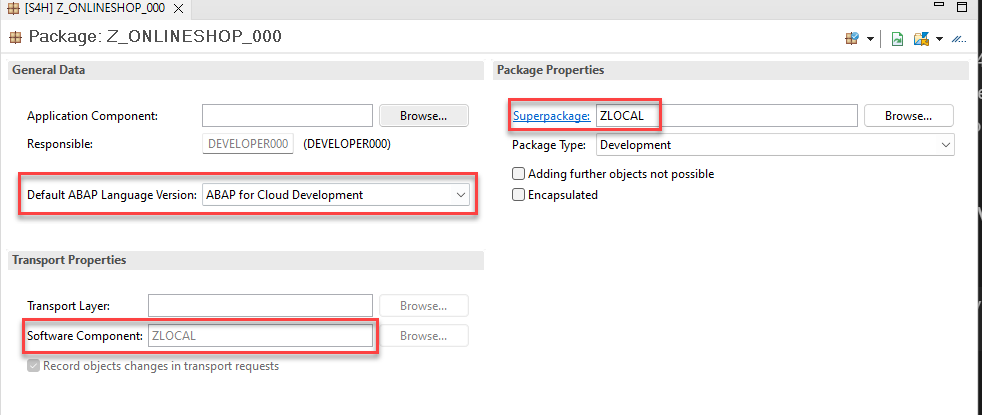 [S4H] Z_ONLINESHOP_000
Package: Z_ONLINESHOP_000
General Data
Application Component: Browse...
Responsible: DEVELOPER000 (DEVELOPER000)
Default ABAP Language Version: ABAP for Cloud Development
Transport Properties
Transport Layer: Browse...
Software Component: ZLOCAL Browse...
Record objects changes in transport requests
Package Properties
Superpackage: ZLOCAL Browse...
Package Type: Development
Adding further objects not possible
Encapsulated